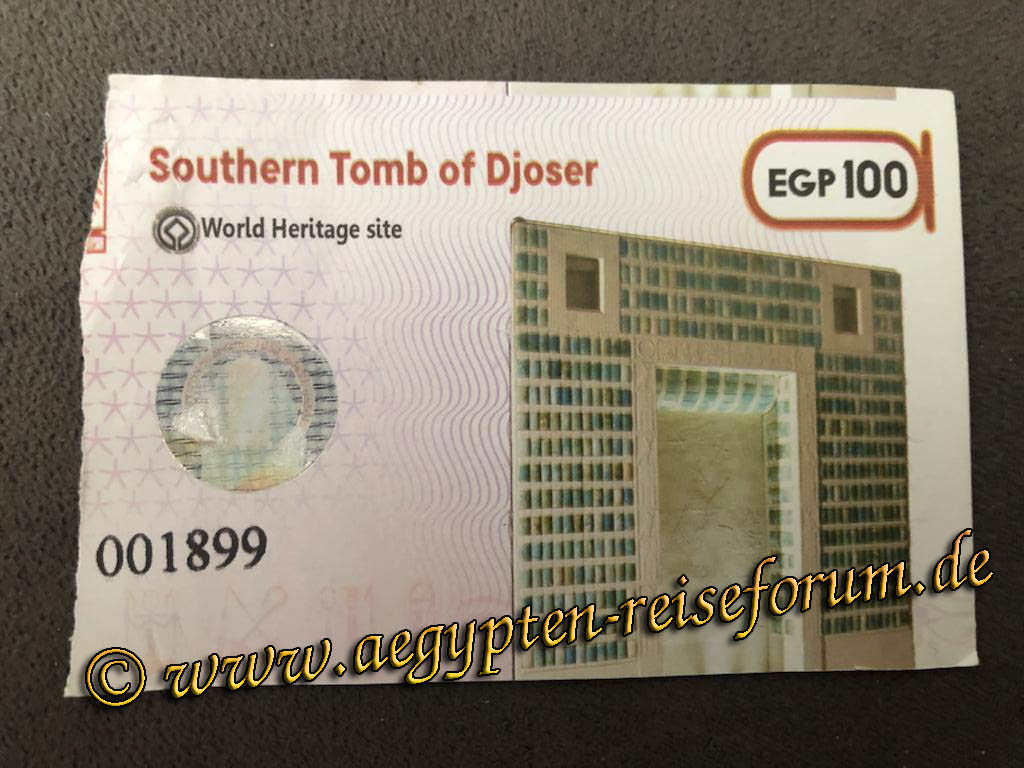 Southern Tomb of Djoser
EGP 100
World Heritage site
001899
© www.aegypten-reiseforum.de